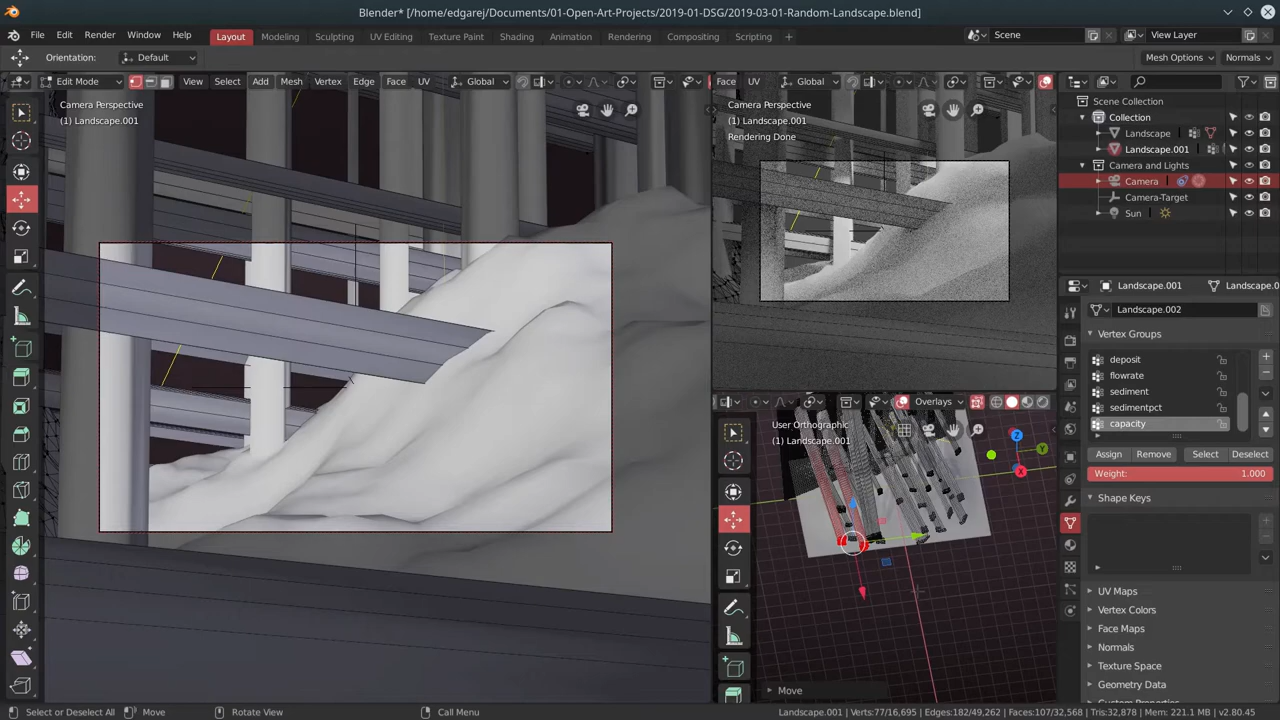 Blender* [/home/edgarej/Documents/01-Open-Art-Projects/2019-01-DSG/2019-03-01-Random-Landscape.blend]
File Edit Render Window Help Layout Modeling Sculpting UV Editing Texture Paint Shading Animation Rendering Compositing Scripting + Scene View Layer
Orientation: Default Mesh Options Normals
Edit Mode View Select Add Mesh Vertex Edge Face UV Global
Camera Perspective
(1) Landscape.001
Face UV Global
Camera Perspective
(1) Landscape.001
Rendering Done
Overlays
User Orthographic
(1) Landscape.001
Z
Y
X
Move
Scene Collection
Collection
Landscape
Landscape.001
Camera and Lights
Camera
Camera-Target
Sun
Landscape.001 Landscape.0
Landscape.002
Vertex Groups
deposit
flowrate
sediment
sedimentpct
capacity
Assign Remove Select Deselect
Weight: 1.000
Shape Keys
UV Maps
Vertex Colors
Face Maps
Normals
Texture Space
Geometry Data
Select or Deselect All Move Rotate View Call Menu Landscape.001 | Verts:77/16,695 | Edges:182/49,262 | Faces:107/32,568 | Tris:32,878 | Mem: 221.1 MB | v2.80.45